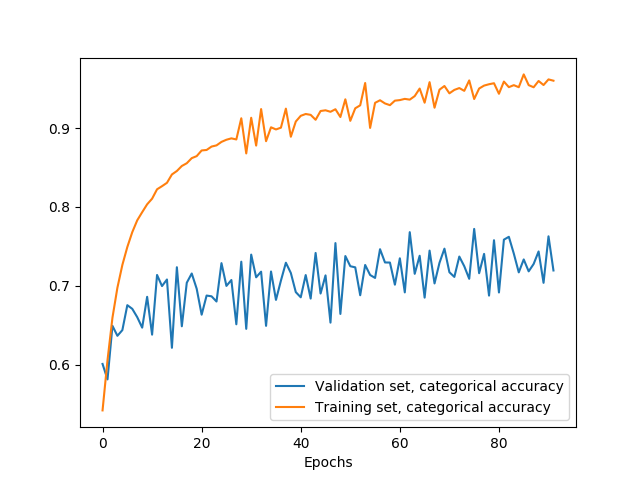 0.9
0.8
0.7
0.6
Validation set, categorical accuracy
Training set, categorical accuracy
0 20 40 60 80
Epochs